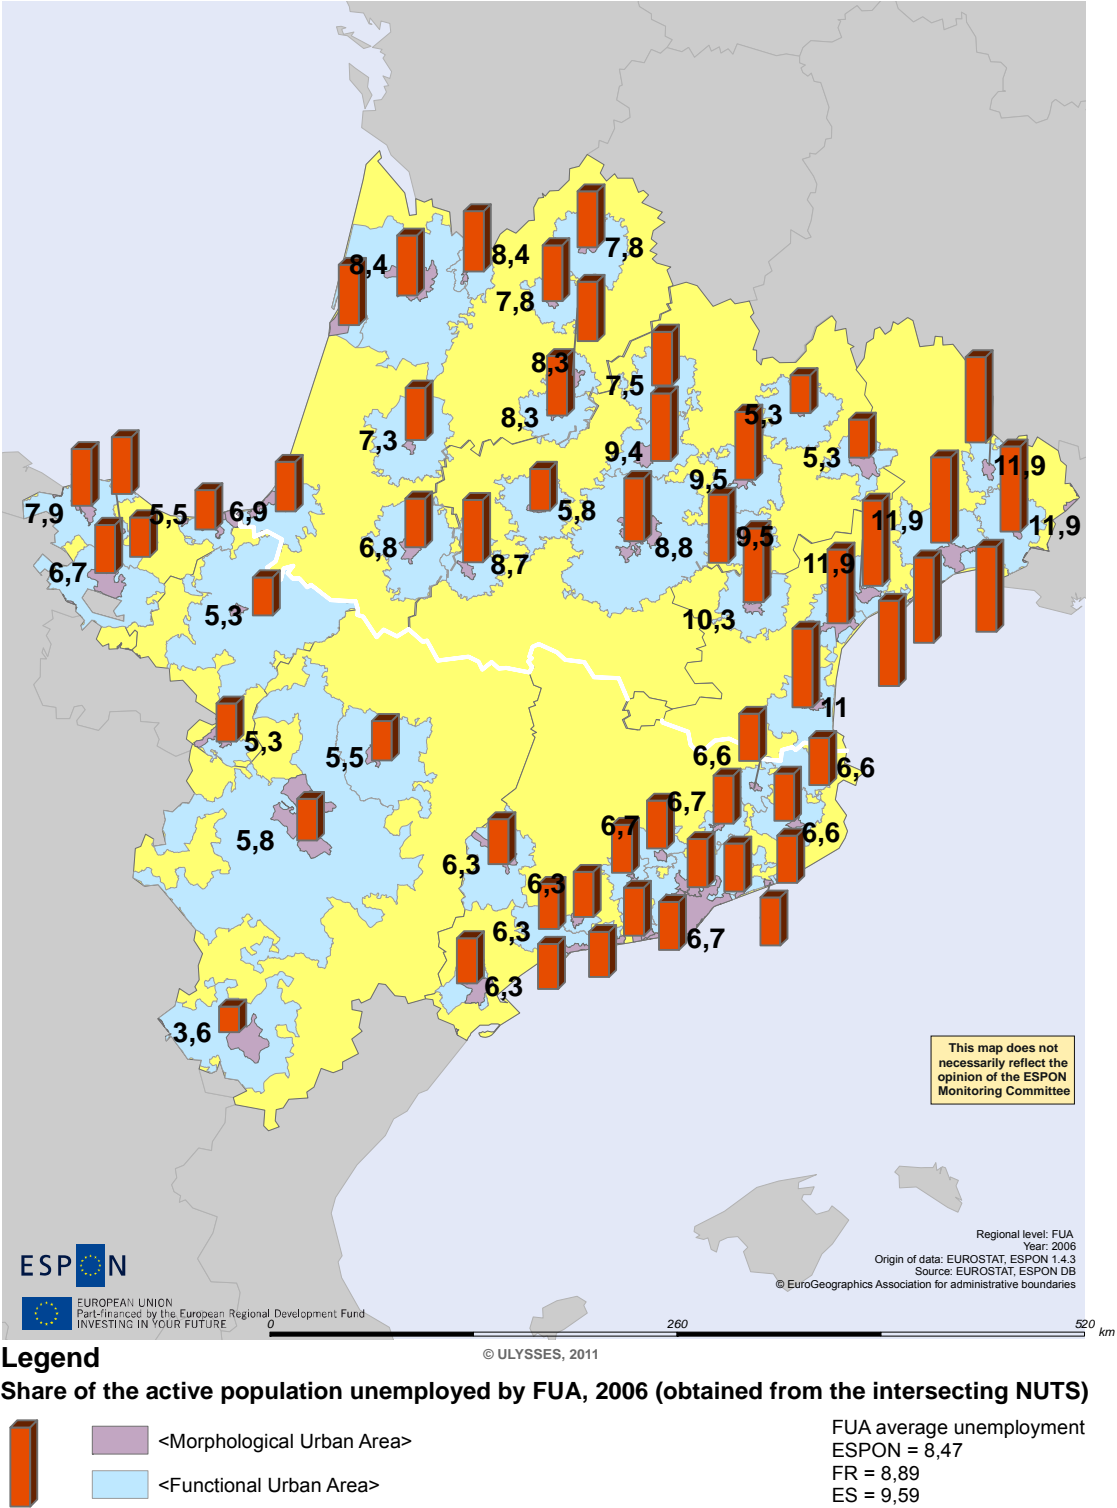 7,8
8,4
8,4
7,8
8,3
7,5
8,3
5,3
7,3
9,4
5,3
11,9
9,5
7,9
5,5
6,9
5,8
11,9
11,9
6,8
8,8
9,5
8,7
11,9
6,7
5,3
10,3
11
5,3
5,5
6,6
6,6
6,7
6,7
6,6
5,8
6,3
6,3
6,3
6,7
6,3
3,6
This map does not
necessarily reflect the
opinion of the ESPON
Monitoring Committee
Regional level: FUA
Year: 2006
Origin of data: EUROSTAT, ESPON 1.4.3
Source: EUROSTAT, ESPON DB
© EuroGeographics Association for administrative boundaries
ESPON
EUROPEAN UNION
Part-financed by the European Regional Development Fund
INVESTING IN YOUR FUTURE
0 260 520 km
© ULYSSES, 2011
Legend
Share of the active population unemployed by FUA, 2006 (obtained from the intersecting NUTS)
<Morphological Urban Area>
<Functional Urban Area>
FUA average unemployment
ESPON = 8,47
FR = 8,89
ES = 9,59